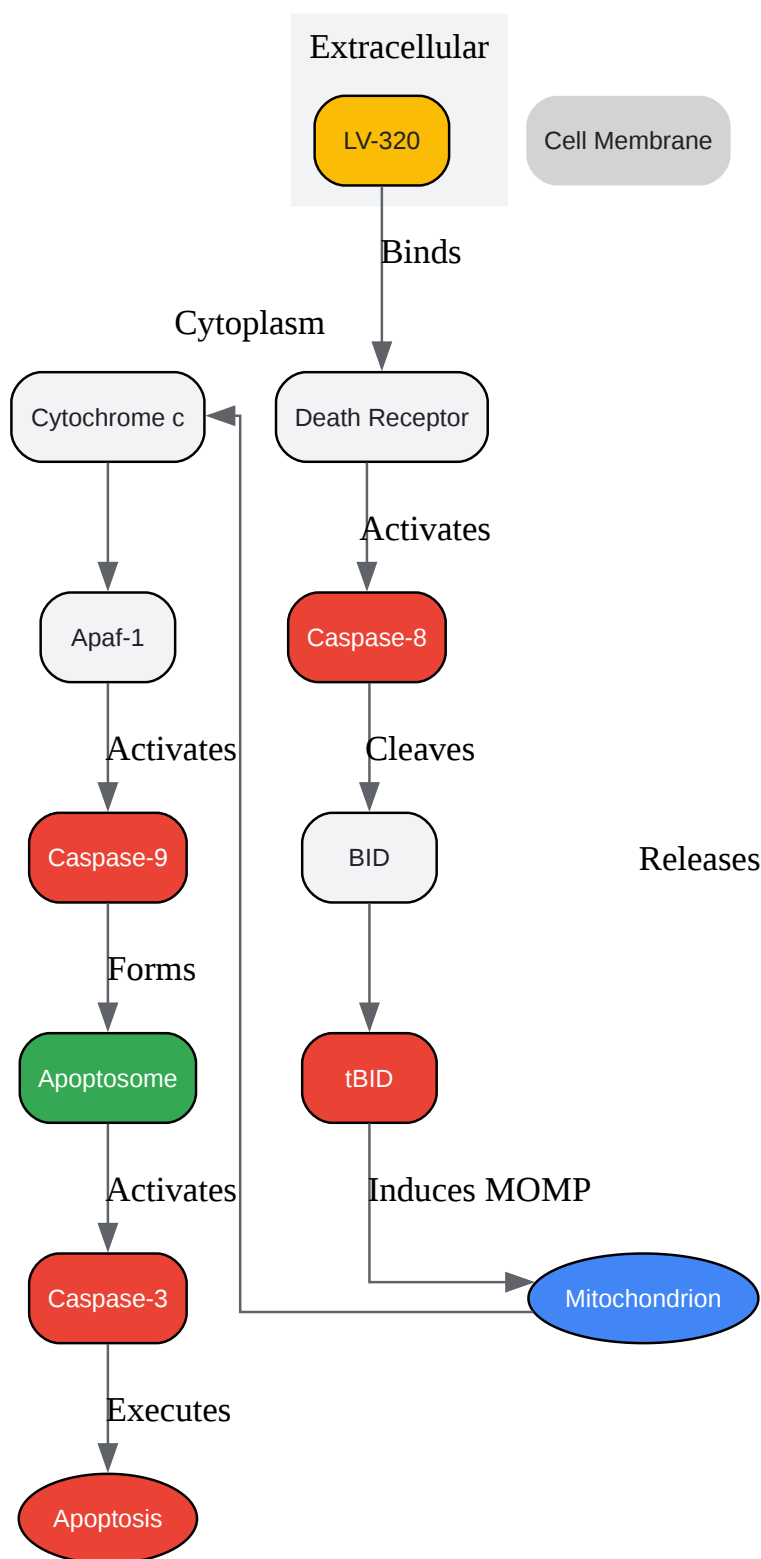 Extracellular
LV-320
Cell Membrane
Binds
Cytoplasm
Cytochrome c
Death Receptor
Activates
Apaf-1
Caspase-8
Activates
Cleaves
Caspase-9
BID
Releases
Forms
Apoptosome
tBID
Activates
Induces MOMP
Caspase-3
Mitochondrion
Executes
Apoptosis